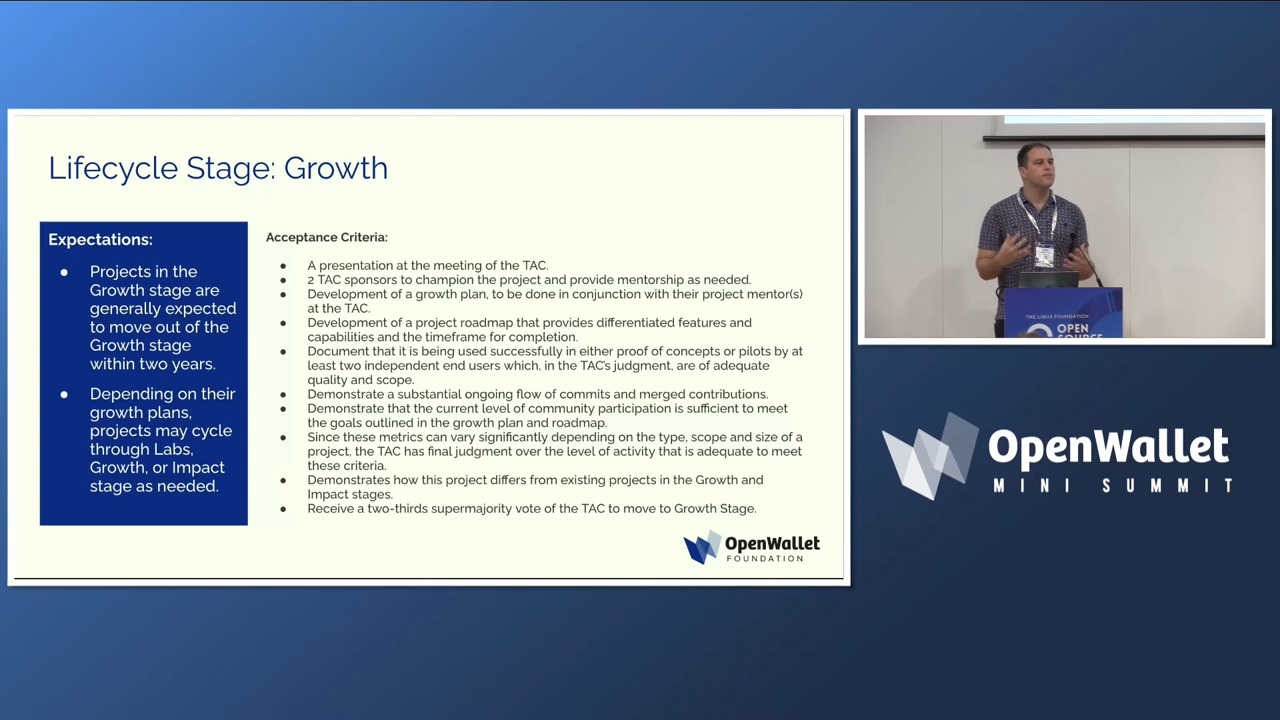 Lifecycle Stage: Growth
Expectations:
● Projects in the
Growth stage are
generally expected
to move out of the
Growth stage
within two years.
● Depending on their
growth plans,
projects may cycle
through Labs,
Growth, or Impact
stage as needed.
Acceptance Criteria:
● A presentation at the meeting of the TAC.
● 2 TAC sponsors to champion the project and provide mentorship as needed.
● Development of a growth plan, to be done in conjunction with their project mentor(s)
at the TAC.
● Development of a project roadmap that provides differentiated features and
capabilities and the timeframe for completion.
● Document that it is being used successfully in either proof of concepts or pilots by at
least two independent end users which, in the TAC's judgment, are of adequate
quality and scope.
● Demonstrate a substantial ongoing flow of commits and merged contributions.
● Demonstrate that the current level of community participation is sufficient to meet
the goals outlined in the growth plan and roadmap.
● Since these metrics can vary significantly depending on the type, scope and size of a
project, the TAC has final judgment over the level of activity that is adequate to meet
these criteria.
● Demonstrates how this project differs from existing projects in the Growth and
Impact stages.
● Receive a two-thirds supermajority vote of the TAC to move to Growth Stage.
OpenWallet
FOUNDATION
THE LINUX FOUNDATION
OPEN
SOURCE
OpenWallet
MINI SUMMIT